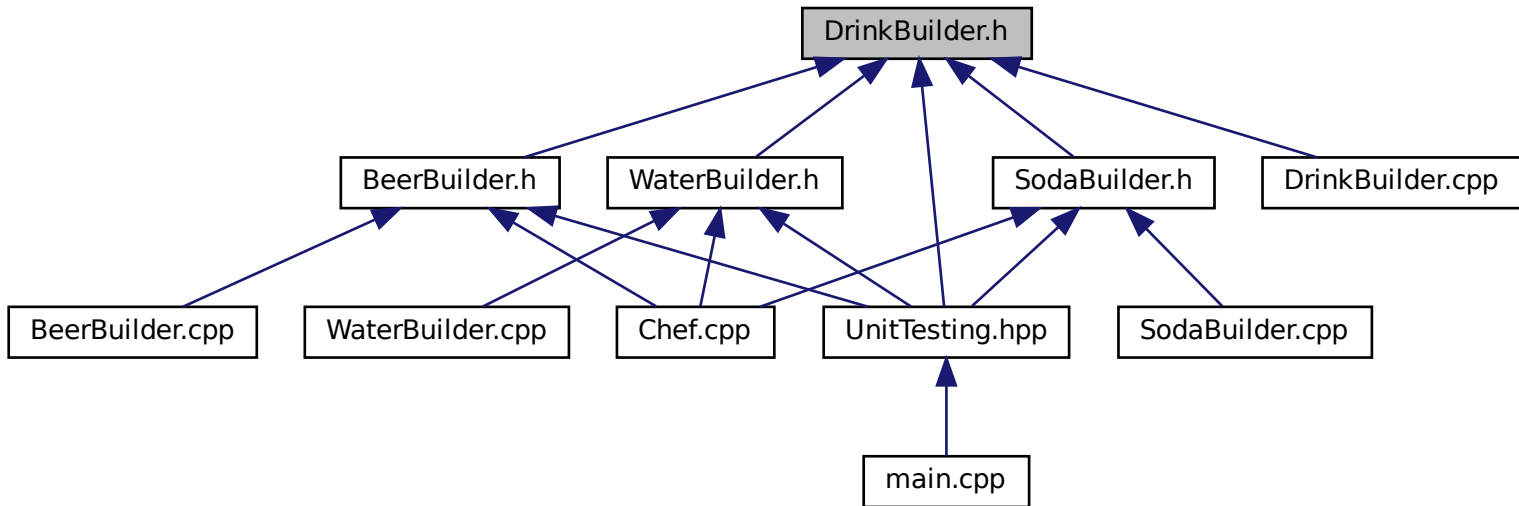 DrinkBuilder.h
BeerBuilder.h
WaterBuilder.h
SodaBuilder.h
DrinkBuilder.cpp
BeerBuilder.cpp
WaterBuilder.cpp
Chef.cpp
UnitTesting.hpp
SodaBuilder.cpp
main.cpp